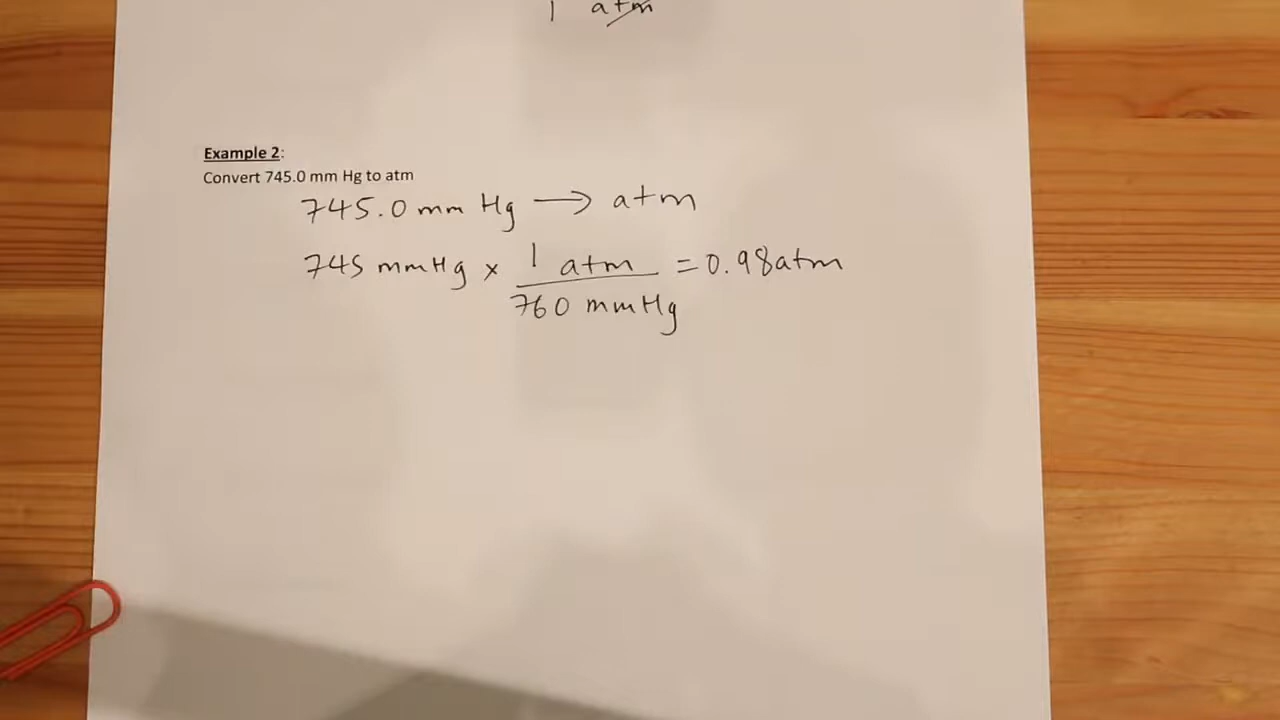 1 atm
Example 2:
Convert 745.0 mm Hg to atm
745.0 mm Hg → atm
745 mmHg × 1 atm = 0.98atm
760 mmHg